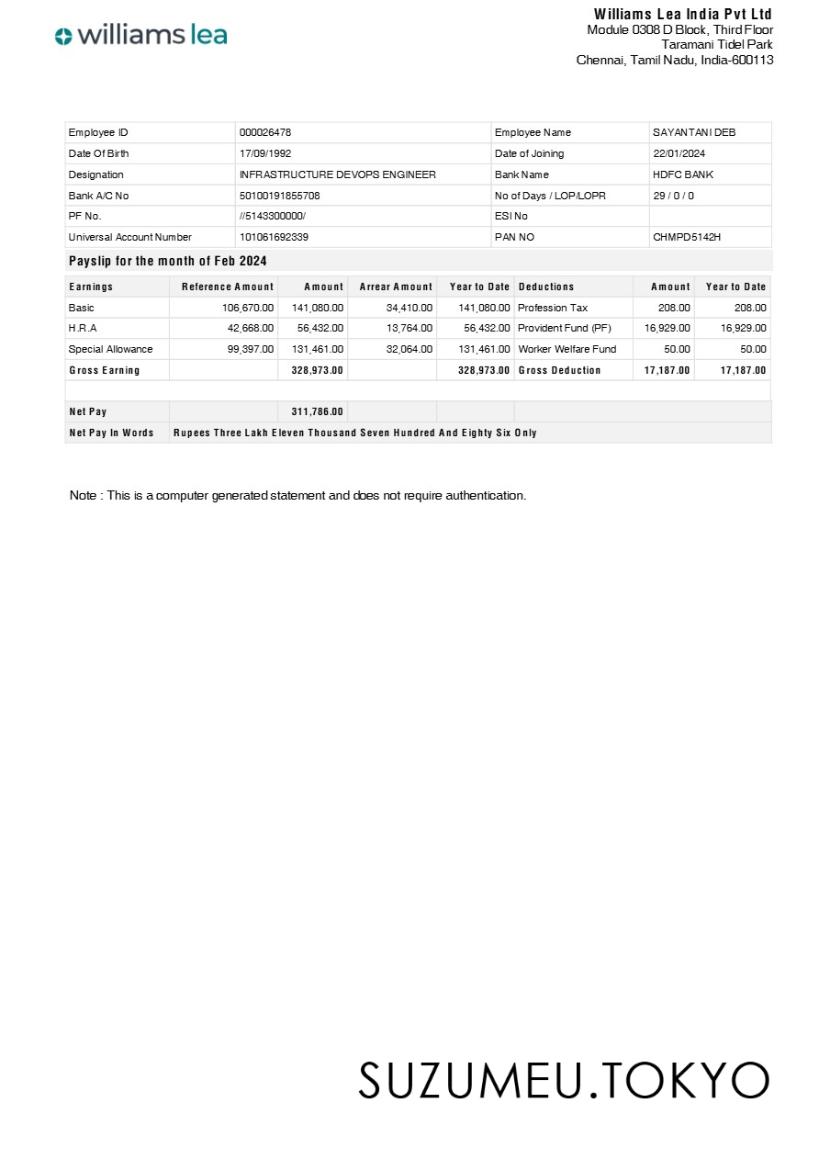 williams lea
Williams Lea India Pvt Ltd
Module 0308 D Block, Third Floor
Taramani Tidel Park
Chennai, Tamil Nadu, India-600113
Employee ID 000026478 Employee Name SAYANTANI DEB
Date Of Birth 17/09/1992 Date of Joining 22/01/2024
Designation INFRASTRUCTURE DEVOPS ENGINEER Bank Name HDFC BANK
Bank A/C No 50100191855708 No of Days / LOP/LOPR 29 / 0 / 0
PF No. //5143300000/ ESI No
Universal Account Number 101061692339 PAN NO CHMPD5142H
Payslip for the month of Feb 2024
Earnings Reference Amount Amount Arrear Amount Year to Date Deductions Amount Year to Date
Basic 106,670.00 141,080.00 34,410.00 141,080.00 Profession Tax 208.00 208.00
H.R.A 42,668.00 56,432.00 13,764.00 56,432.00 Provident Fund (PF) 16,929.00 16,929.00
Special Allowance 99,397.00 131,461.00 32,064.00 131,461.00 Worker Welfare Fund 50.00 50.00
Gross Earning 328,973.00 328,973.00 Gross Deduction 17,187.00 17,187.00
Net Pay 311,786.00
Net Pay In Words Rupees Three Lakh Eleven Thousand Seven Hundred And Eighty Six Only
Note : This is a computer generated statement and does not require authentication.
SUZUMEU.TOKYO